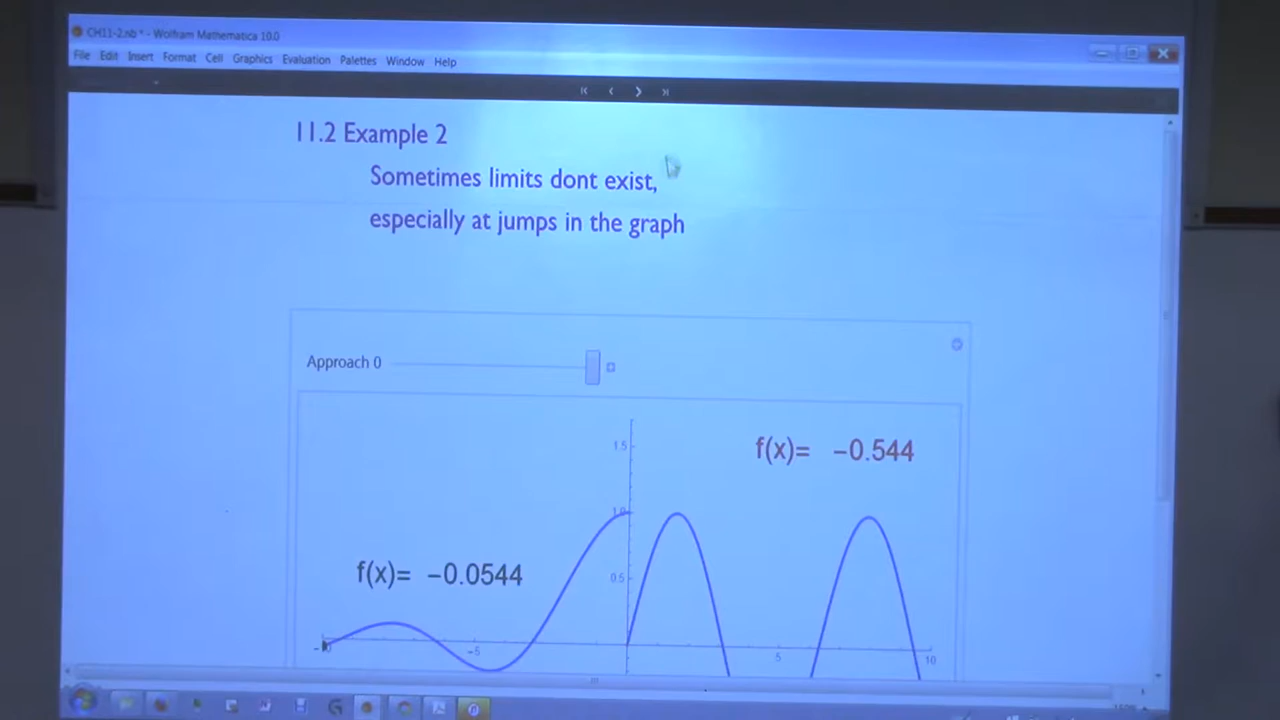 CH11-2.nb * - Wolfram Mathematica 10.0
File Edit Insert Format Cell Graphics Evaluation Palettes Window Help
11.2 Example 2
Sometimes limits dont exist,
especially at jumps in the graph
Approach 0
1.5
f(x)= −0.544
1.0
f(x)= −0.0544
0.5
-5
5
10